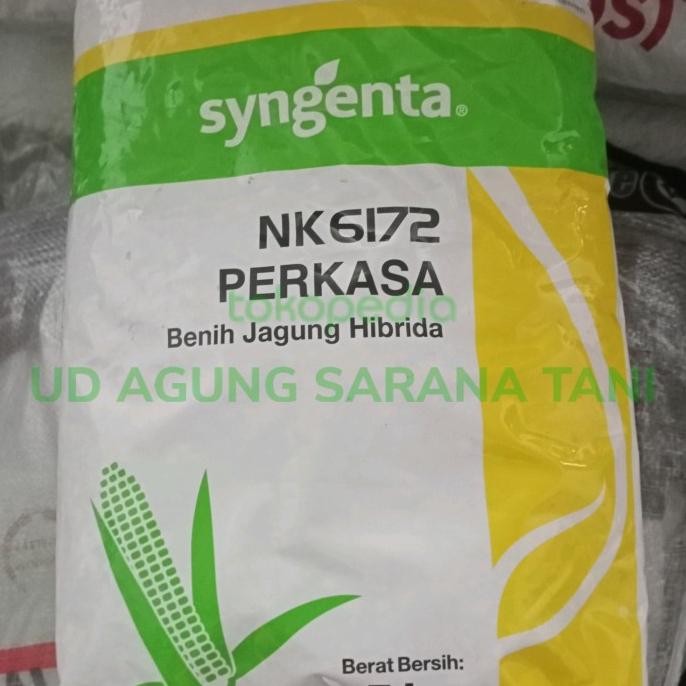 syngenta®
NK6172
PERKASA
tokopedia
Benih Jagung Hibrida
UD AGUNG SARANA TANI
Berat Bersih: